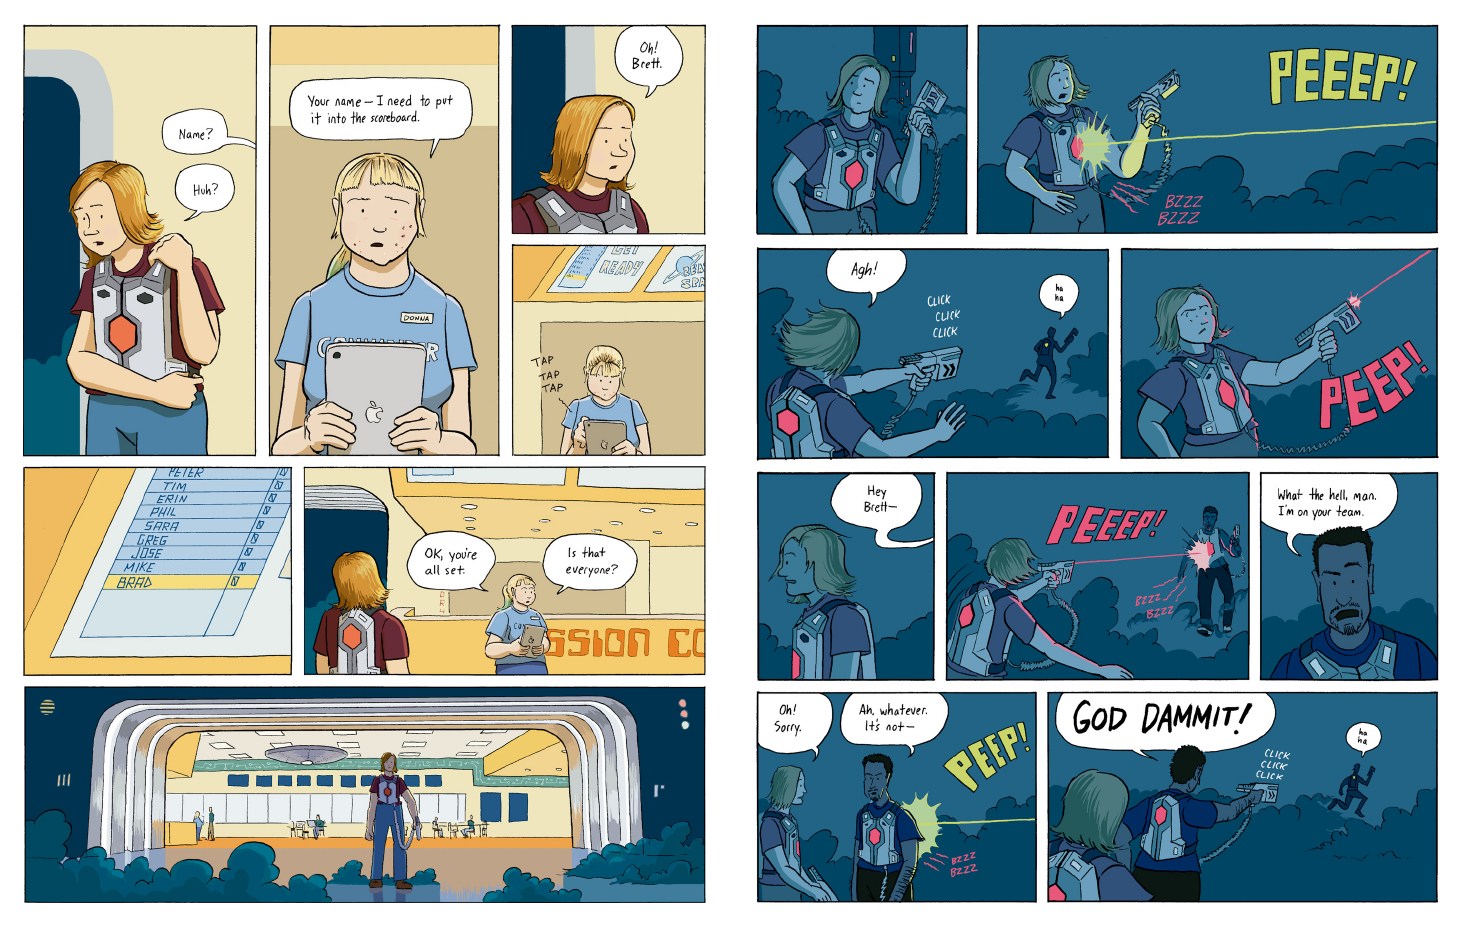 Name?
Huh?
Your name — I need to put
it into the scoreboard.
DONNA
Oh!
Brett.
GET
READY
TAP
TAP
TAP
PETER
TIM
ERIN
PHIL
SARA
GREG
JOSE
MIKE
BRAD
OK, you're
all set.
Is that
everyone?
SSION CO
PEEEP!
BZZZ
BZZZ
Agh!
CLICK
CLICK
CLICK
ha
ha
PEEP!
Hey
Brett—
PEEEP!
BZZZ
BZZZ
What the hell, man.
I'm on your team.
Oh!
Sorry.
Ah, whatever.
It's not—
PEEP!
BZZZ
BZZZ
GOD DAMMIT!
CLICK
CLICK
CLICK
ha
ha